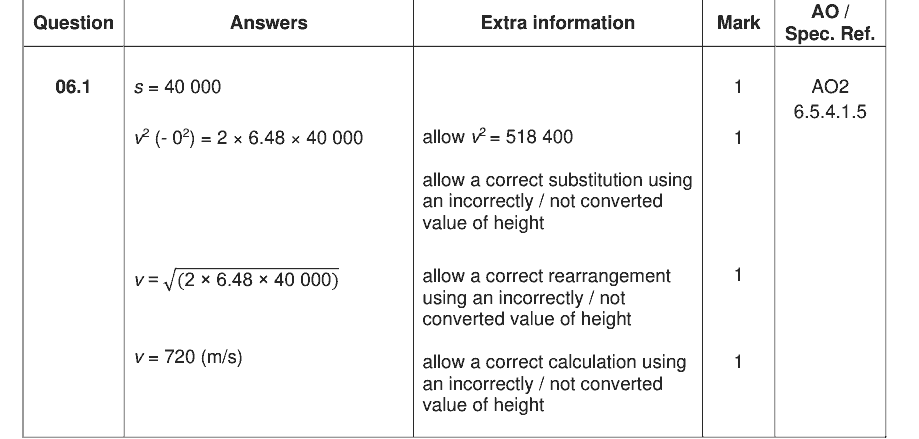 Question Answers Extra information Mark AO /
Spec. Ref.
06.1 s = 40 000 1 AO2
6.5.4.1.5
v² (- 0²) = 2 × 6.48 × 40 000 allow v² = 518 400 1
allow a correct substitution using
an incorrectly / not converted
value of height
v = √(2 × 6.48 × 40 000) allow a correct rearrangement 1
using an incorrectly / not
converted value of height
v = 720 (m/s) allow a correct calculation using 1
an incorrectly / not converted
value of height